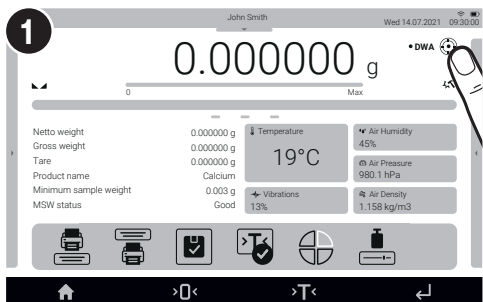 1
John Smith
Wed 14.07.2021 09:30:00
0.000000 g
• DWA
0 Max
Netto weight 0.000000 g
Gross weight 0.000000 g
Tare 0.000000 g
Product name Calcium
Minimum sample weight 0.003 g
MSW status Good
Temperature
19°C
Vibrations
13%
Air Humidity
45%
Air Preasure
980.1 hPa
Air Density
1.158 kg/m3
>T<
>0< >T<